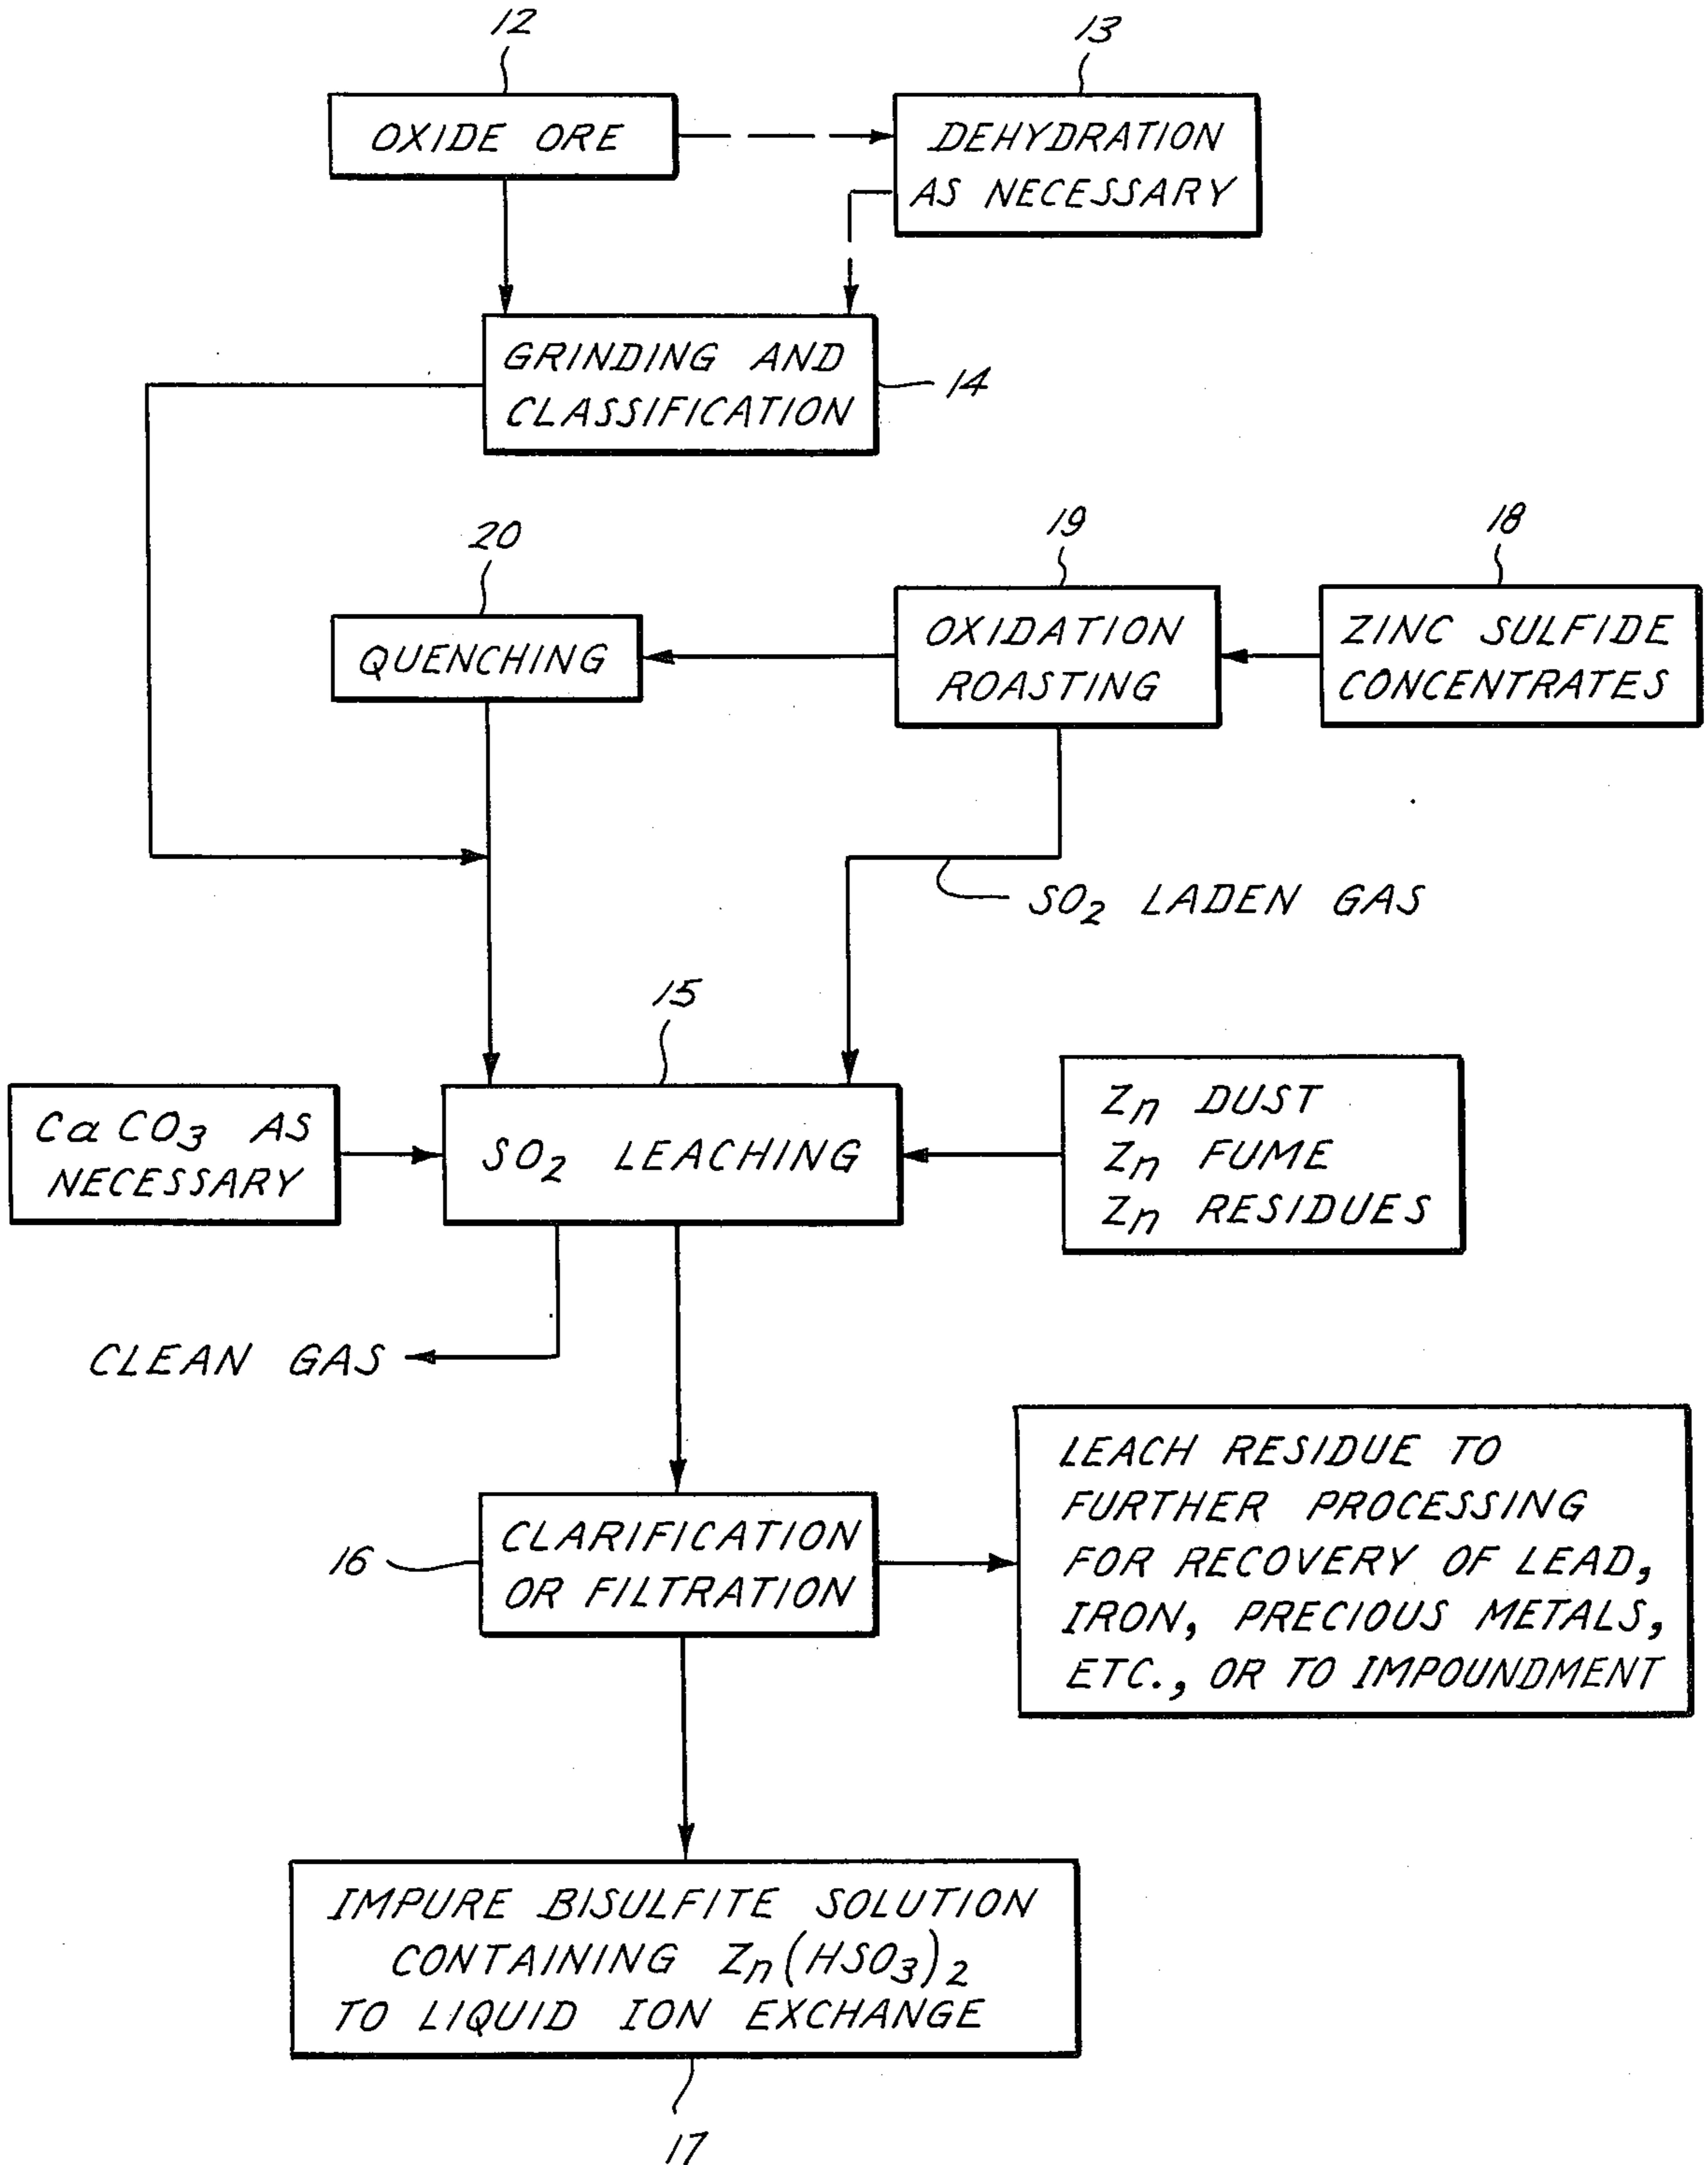 12
13
OXIDE ORE
DEHYDRATION
AS NECESSARY
GRINDING AND
CLASSIFICATION
14
20
19
18
QUENCHING
OXIDATION
ROASTING
ZINC SULFIDE
CONCENTRATES
SO₂ LADEN GAS
15
CaCO₃ AS
NECESSARY
SO₂ LEACHING
Zn DUST
Zn FUME
Zn RESIDUES
CLEAN GAS
16
CLARIFICATION
OR FILTRATION
LEACH RESIDUE TO
FURTHER PROCESSING
FOR RECOVERY OF LEAD,
IRON, PRECIOUS METALS,
ETC., OR TO IMPOUNDMENT
IMPURE BISULFITE SOLUTION
CONTAINING Zn(HSO₃)₂
TO LIQUID ION EXCHANGE
17